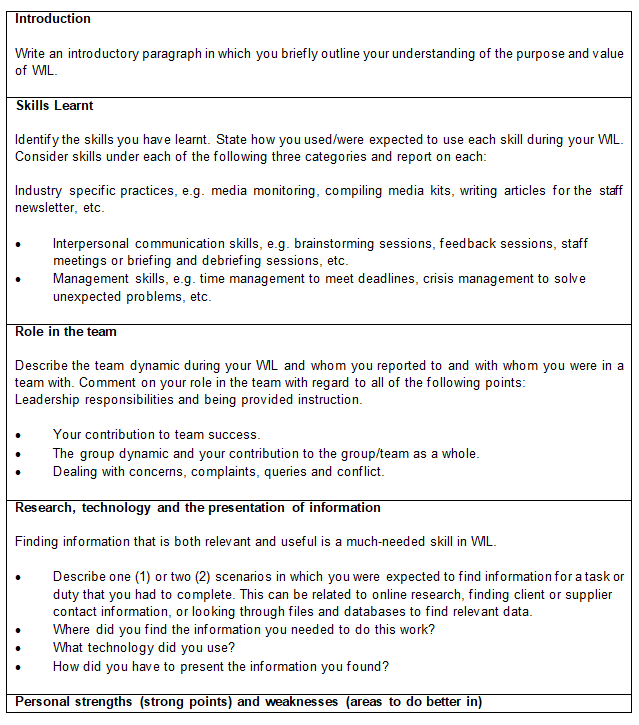 Introduction
Write an introductory paragraph in which you briefly outline your understanding of the purpose and value
of WIL.
Skills Learnt
Identify the skills you have learnt. State how you used/were expected to use each skill during your WIL.
Consider skills under each of the following three categories and report on each:
Industry specific practices, e.g. media monitoring, compiling media kits, writing articles for the staff
newsletter, etc.
• Interpersonal communication skills, e.g. brainstorming sessions, feedback sessions, staff
meetings or briefing and debriefing sessions, etc.
• Management skills, e.g. time management to meet deadlines, crisis management to solve
unexpected problems, etc.
Role in the team
Describe the team dynamic during your WIL and whom you reported to and with whom you were in a
team with. Comment on your role in the team with regard to all of the following points:
Leadership responsibilities and being provided instruction.
• Your contribution to team success.
• The group dynamic and your contribution to the group/team as a whole.
• Dealing with concerns, complaints, queries and conflict.
Research, technology and the presentation of information
Finding information that is both relevant and useful is a much-needed skill in WIL.
• Describe one (1) or two (2) scenarios in which you were expected to find information for a task or
duty that you had to complete. This can be related to online research, finding client or supplier
contact information, or looking through files and databases to find relevant data.
• Where did you find the information you needed to do this work?
• What technology did you use?
• How did you have to present the information you found?
Personal strengths (strong points) and weaknesses (areas to do better in)